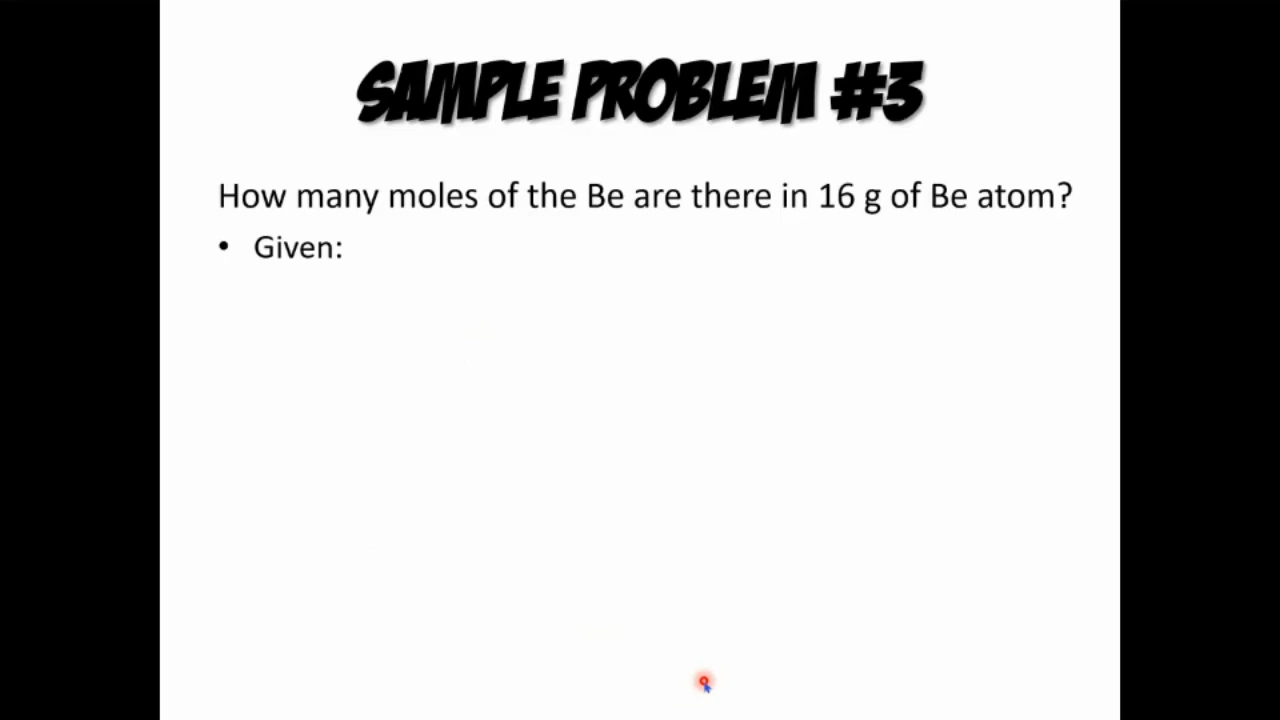 SAMPLE PROBLEM #3
How many moles of the Be are there in 16 g of Be atom?
• Given: